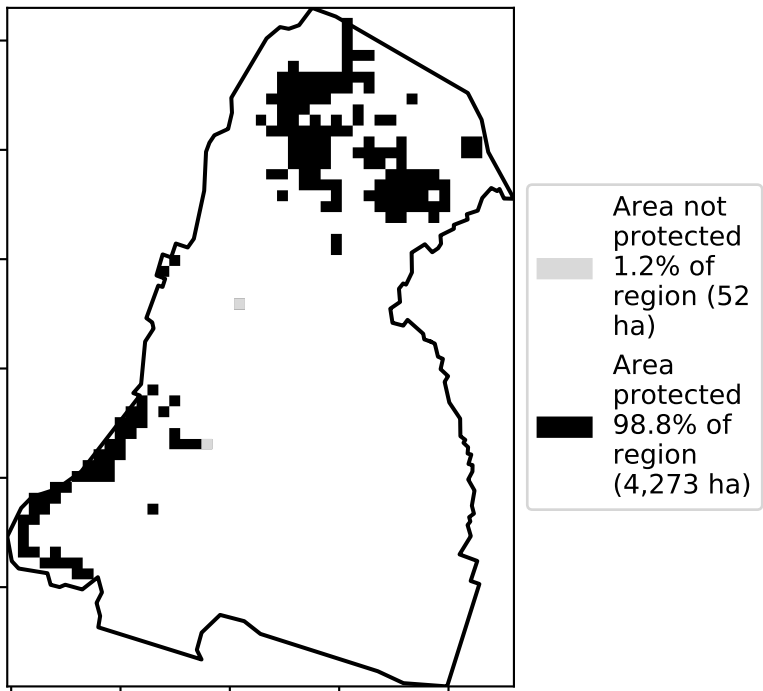 Area not
protected
1.2% of
region (52
ha)
Area
protected
98.8% of
region
(4,273 ha)